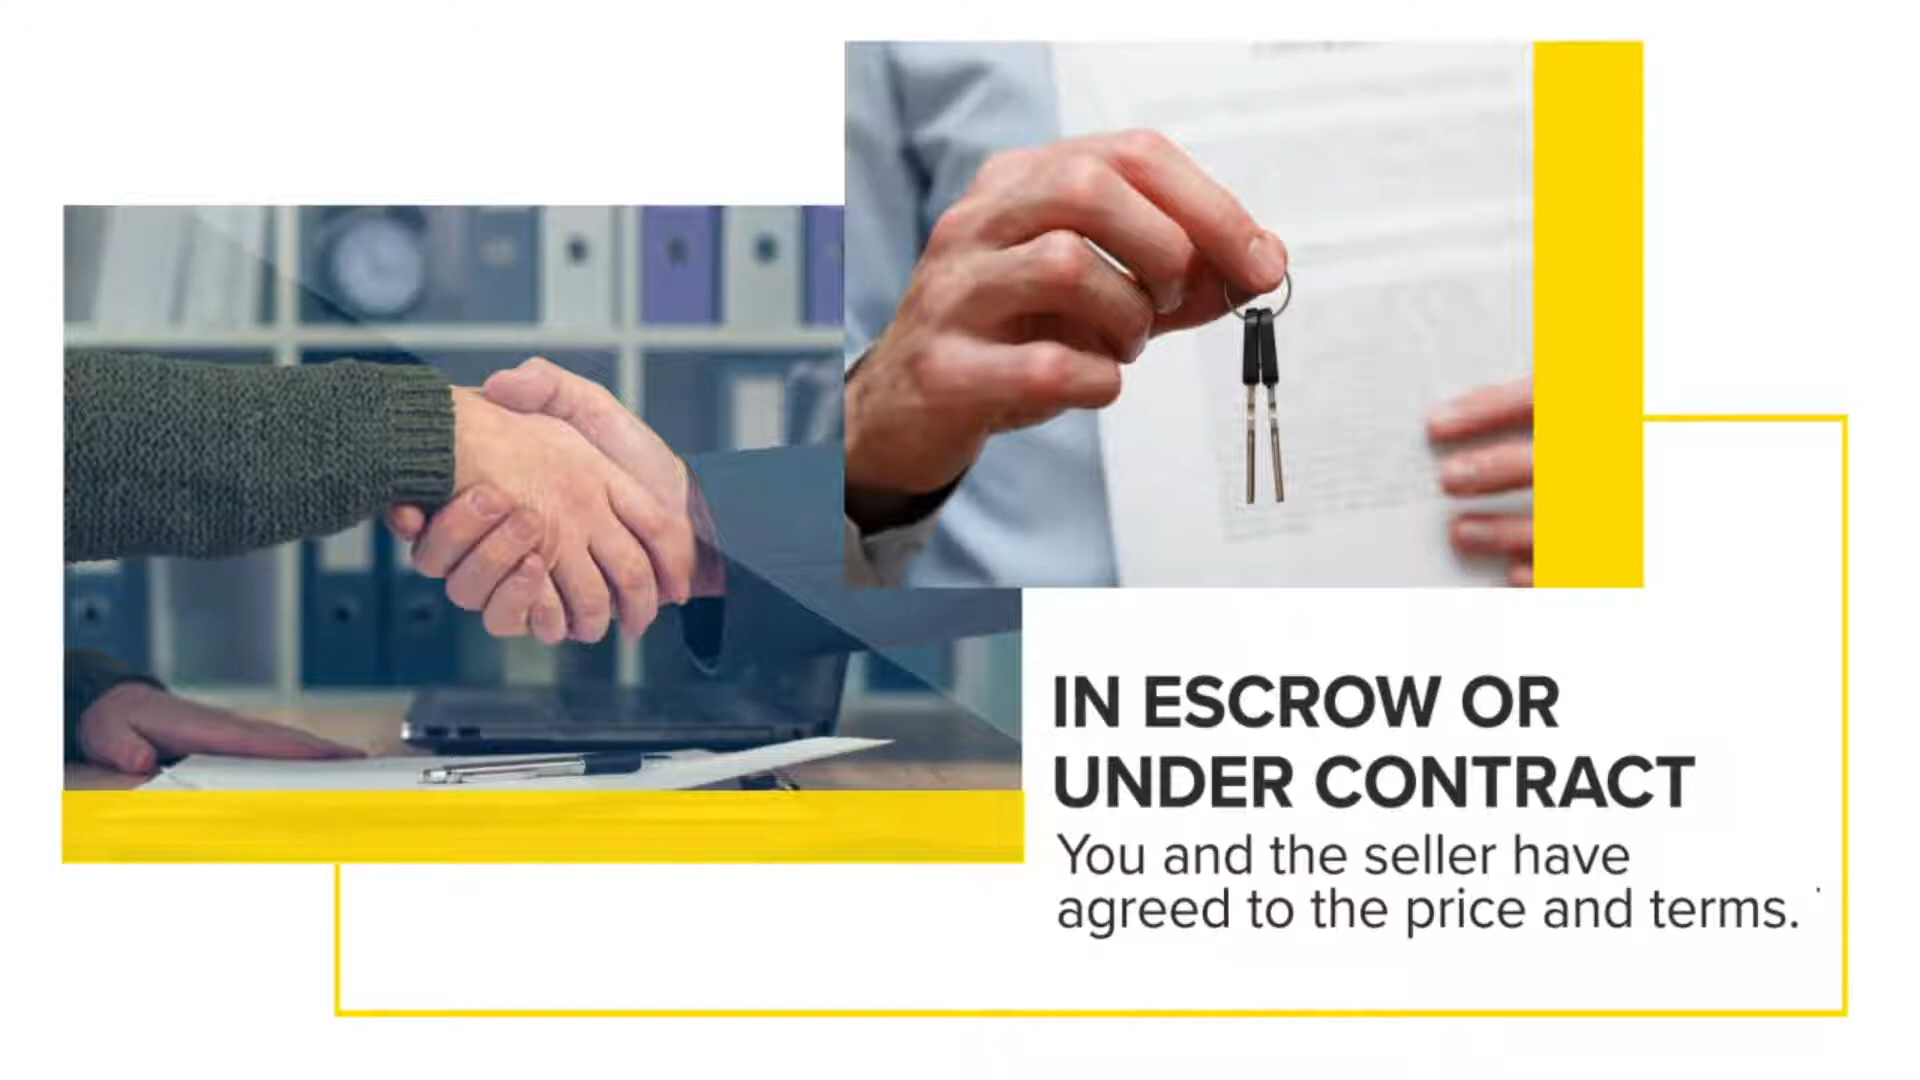 IN ESCROW OR
UNDER CONTRACT
You and the seller have
agreed to the price and terms.